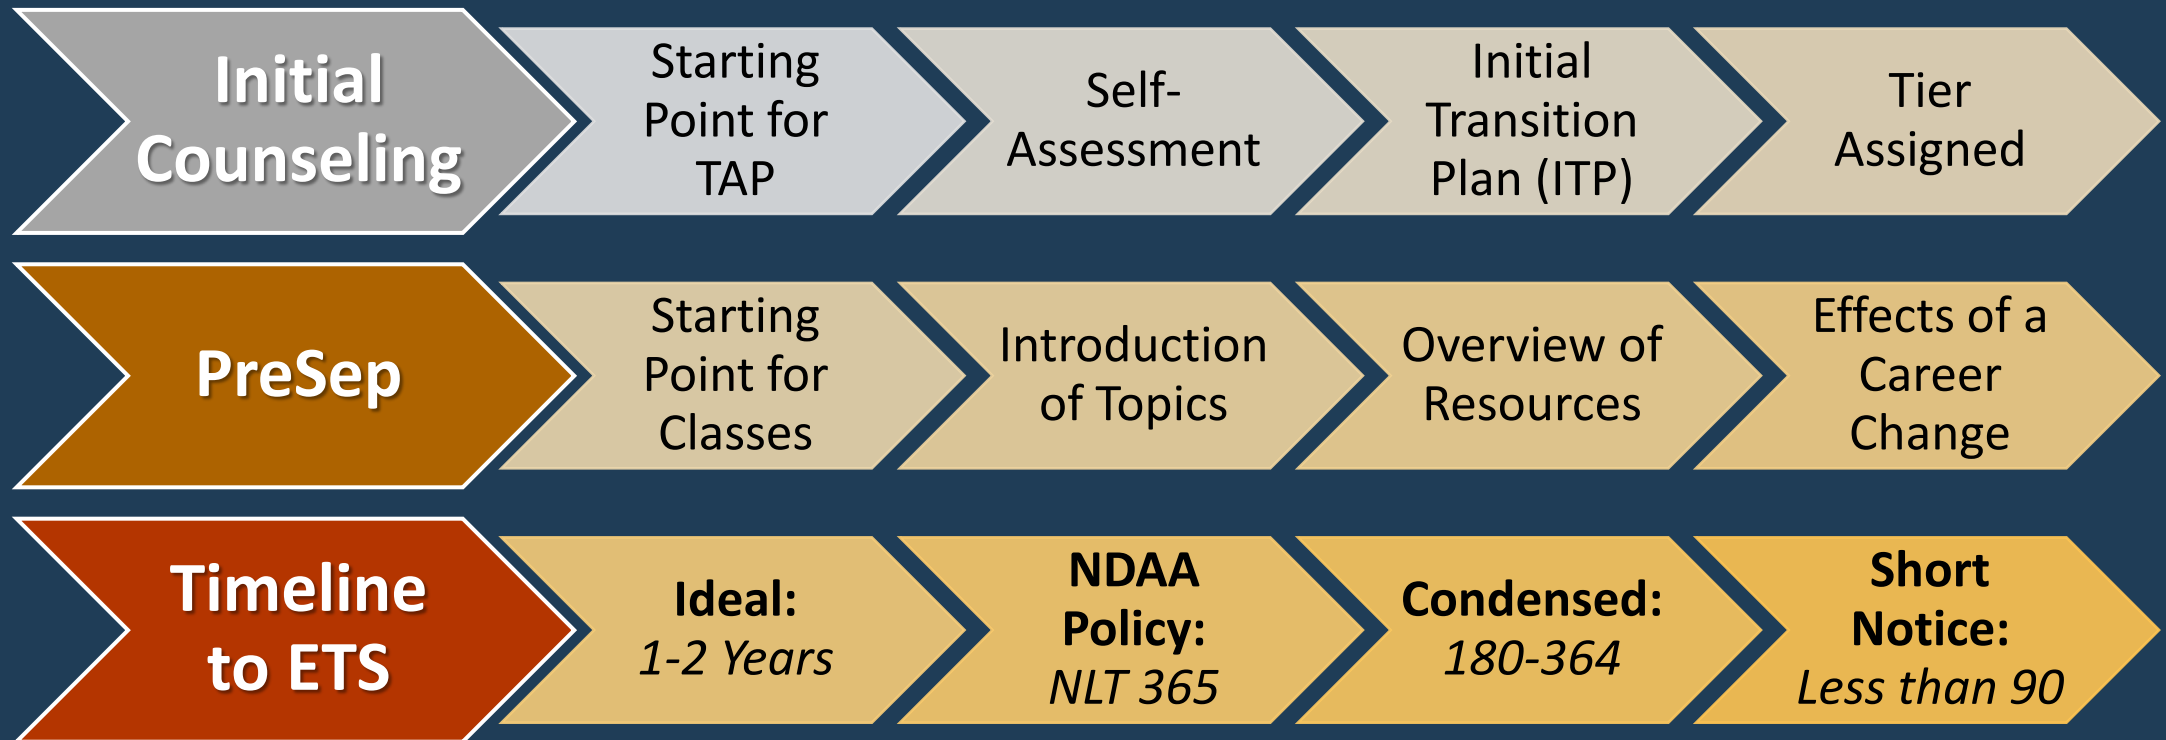 Initial
Counseling
Starting
Point for
TAP
Self-
Assessment
Initial
Transition
Plan (ITP)
Tier
Assigned
PreSep
Starting
Point for
Classes
Introduction
of Topics
Overview of
Resources
Effects of a
Career
Change
Timeline
to ETS
Ideal:
1-2 Years
NDAA
Policy:
NLT 365
Condensed:
180-364
Short
Notice:
Less than 90